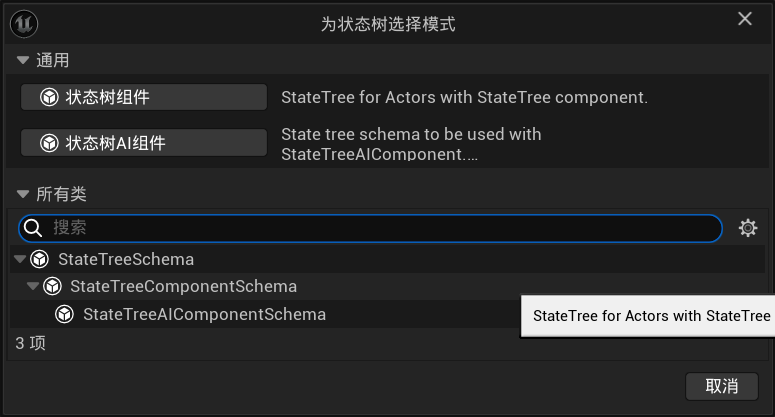 为状态树选择模式
通用
状态树组件
StateTree for Actors with StateTree component.
状态树AI组件
State tree schema to be used with
StateTreeAIComponent....
所有类
搜索
StateTreeSchema
StateTreeComponentSchema
StateTreeAIComponentSchema
StateTree for Actors with StateTree
3 项
取消